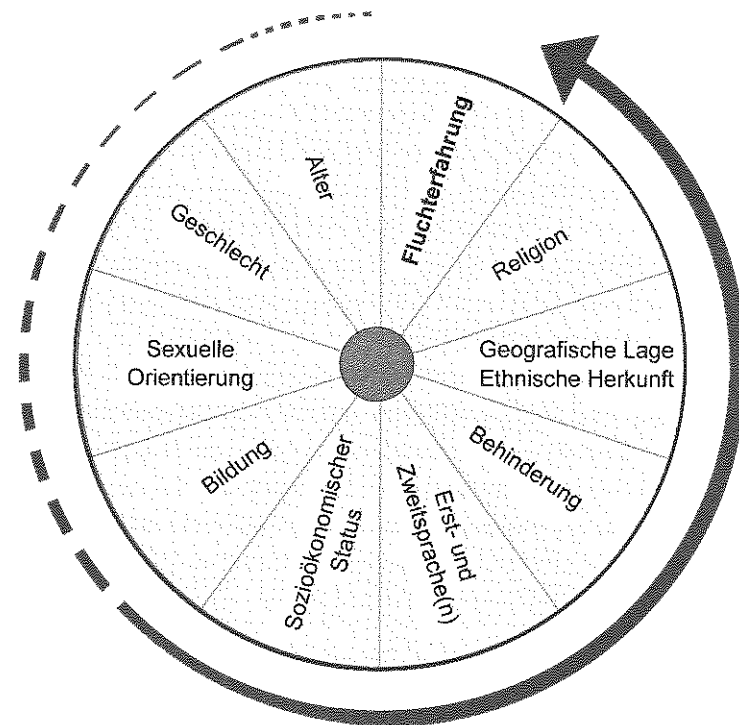 Fluchterfahrung
Religion
Geografische Lage
Ethnische Herkunft
Behinderung
Erst- und
Zweitsprache(n)
Sozioökonomischer
Status
Bildung
Sexuelle
Orientierung
Geschlecht
Alter